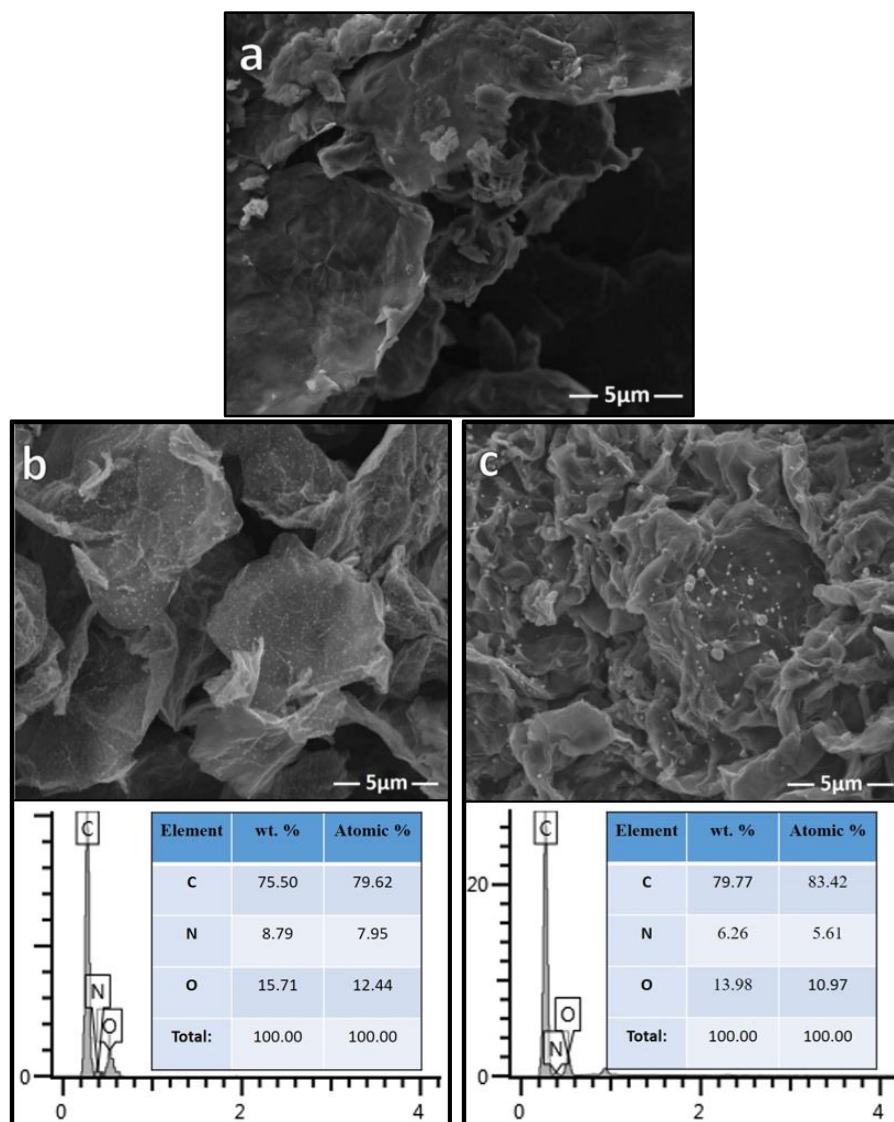 a
5µm
b
5µm
c
5µm
C
N
O
0
0
2
4
Element wt. % Atomic %
C 75.50 79.62
N 8.79 7.95
O 15.71 12.44
Total: 100.00 100.00
C
20
O
N
0
0
2
4
Element wt. % Atomic %
C 79.77 83.42
N 6.26 5.61
O 13.98 10.97
Total: 100.00 100.00